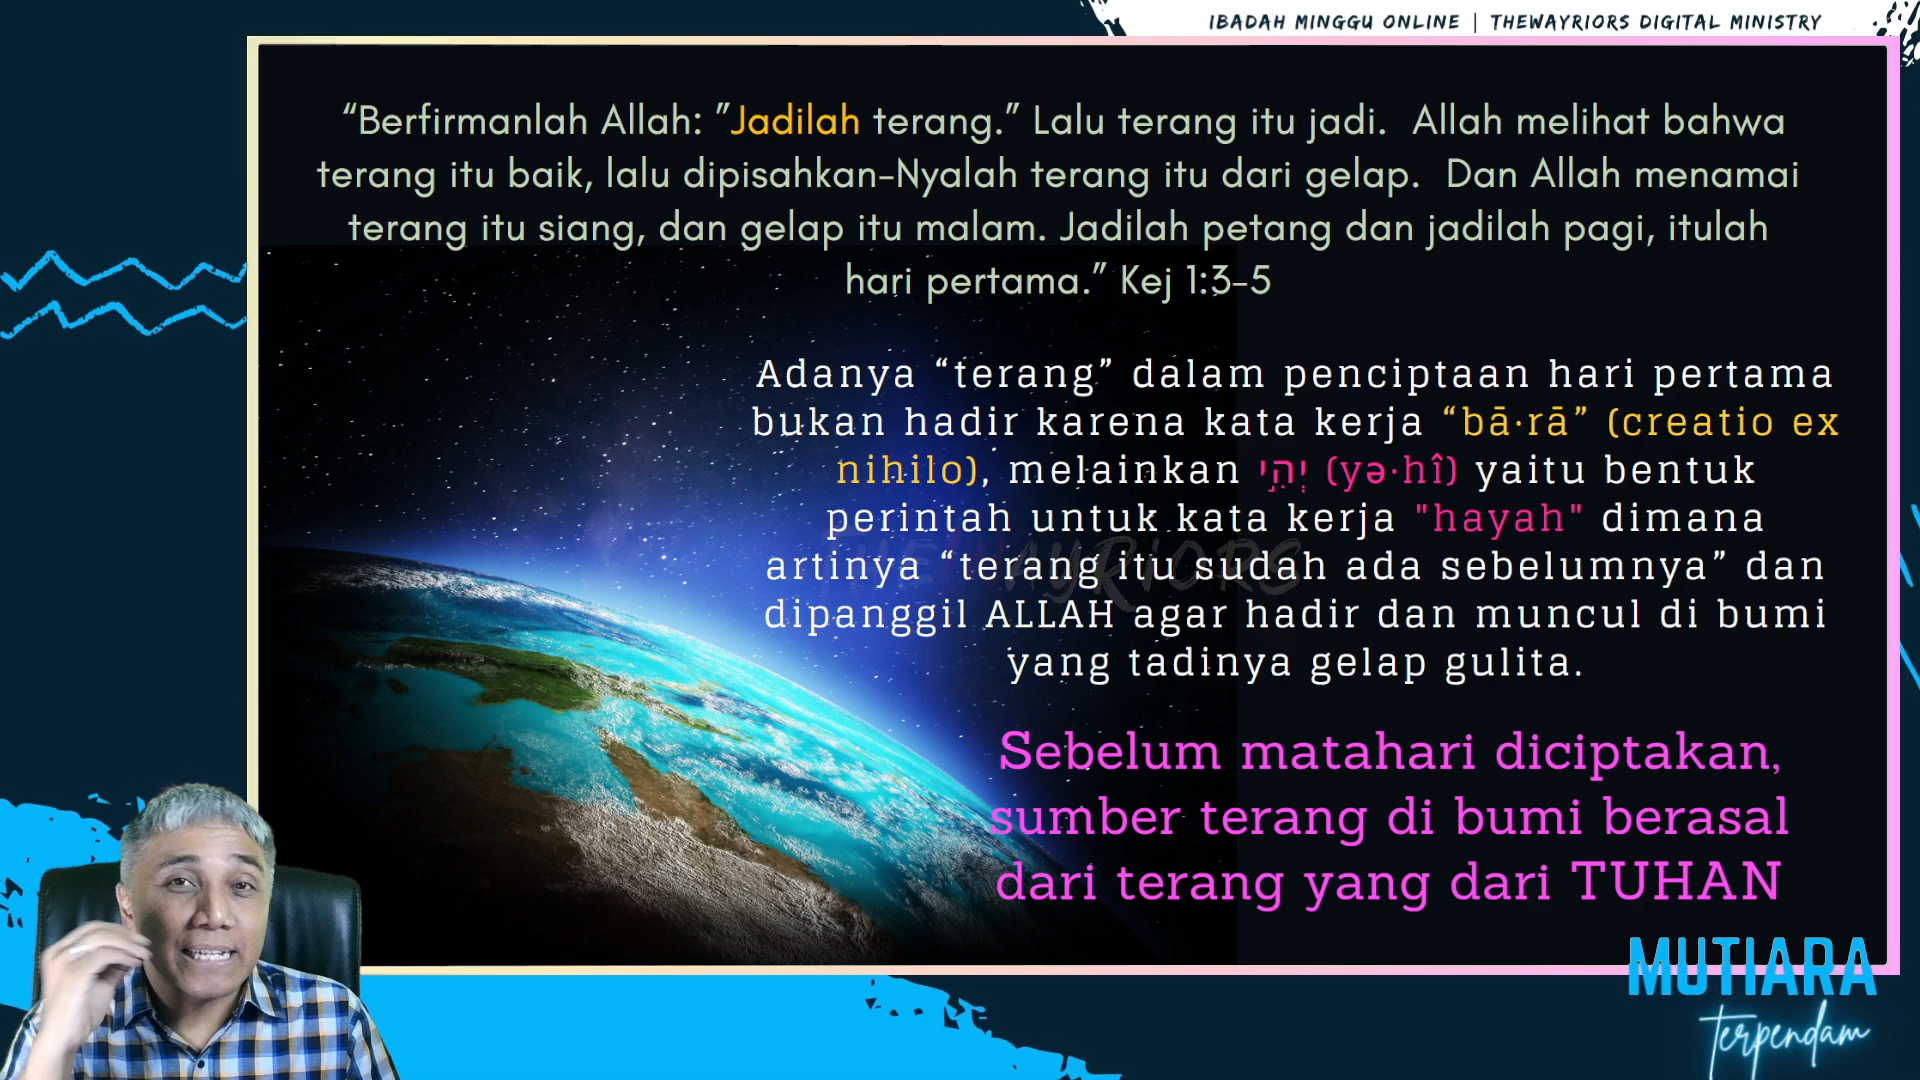 IBADAH MINGGU ONLINE | THEWAYRIORS DIGITAL MINISTRY
“Berfirmanlah Allah: ”Jadilah terang.” Lalu terang itu jadi. Allah melihat bahwa
terang itu baik, lalu dipisahkan-Nyalah terang itu dari gelap. Dan Allah menamai
terang itu siang, dan gelap itu malam. Jadilah petang dan jadilah pagi, itulah
hari pertama.” Kej 1:3-5
Adanya “terang” dalam penciptaan hari pertama
bukan hadir karena kata kerja “bā·rā” (creatio ex
nihilo), melainkan יְהִ֣י (yə·hî) yaitu bentuk
perintah untuk kata kerja "hayah" dimana
artinya “terang itu sudah ada sebelumnya” dan
THEWAYRIORS
dipanggil ALLAH agar hadir dan muncul di bumi
yang tadinya gelap gulita.
Sebelum matahari diciptakan,
sumber terang di bumi berasal
dari terang yang dari TUHAN
MUTIARA
Terpendam